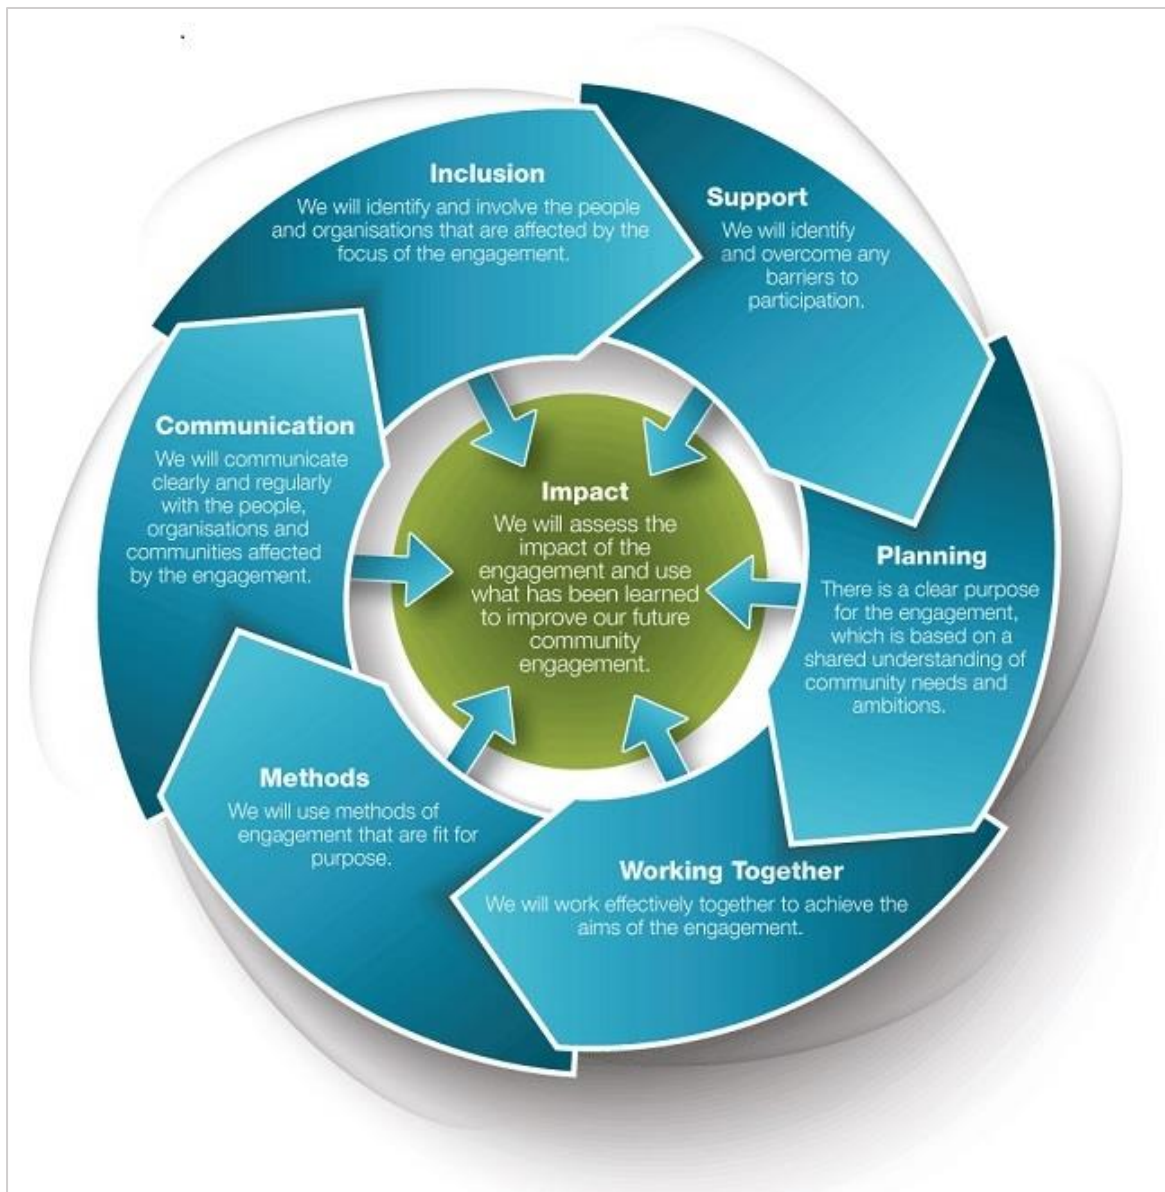 Inclusion
We will identify and involve the people
and organisations that are affected by the
focus of the engagement.
Support
We will identify
and overcome any
barriers to
participation.
Planning
There is a clear purpose
for the engagement,
which is based on a
shared understanding of
community needs and
ambitions.
Working Together
We will work effectively together to achieve the
aims of the engagement.
Methods
We will use methods of
engagement that are fit for
purpose.
Communication
We will communicate
clearly and regularly
with the people,
organisations and
communities affected
by the engagement.
Impact
We will assess the
impact of the
engagement and use
what has been learned
to improve our future
community
engagement.